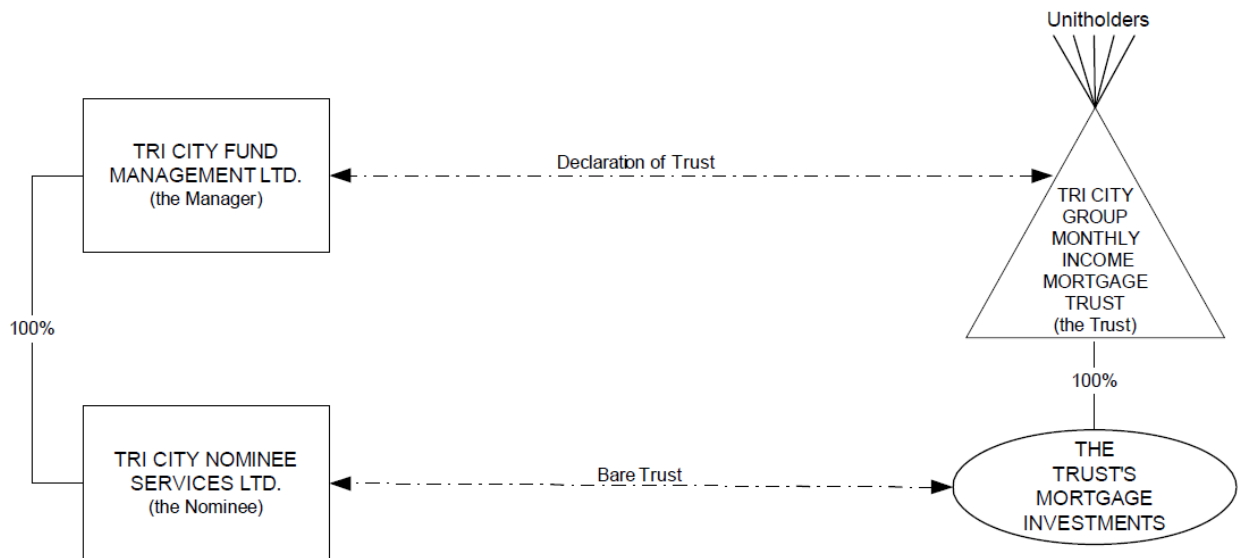 Unitholders
TRI CITY FUND
MANAGEMENT LTD.
(the Manager)
Declaration of Trust
TRI CITY
GROUP
MONTHLY
INCOME
MORTGAGE
TRUST
(the Trust)
100%
100%
TRI CITY NOMINEE
SERVICES LTD.
(the Nominee)
Bare Trust
THE
TRUST'S
MORTGAGE
INVESTMENTS